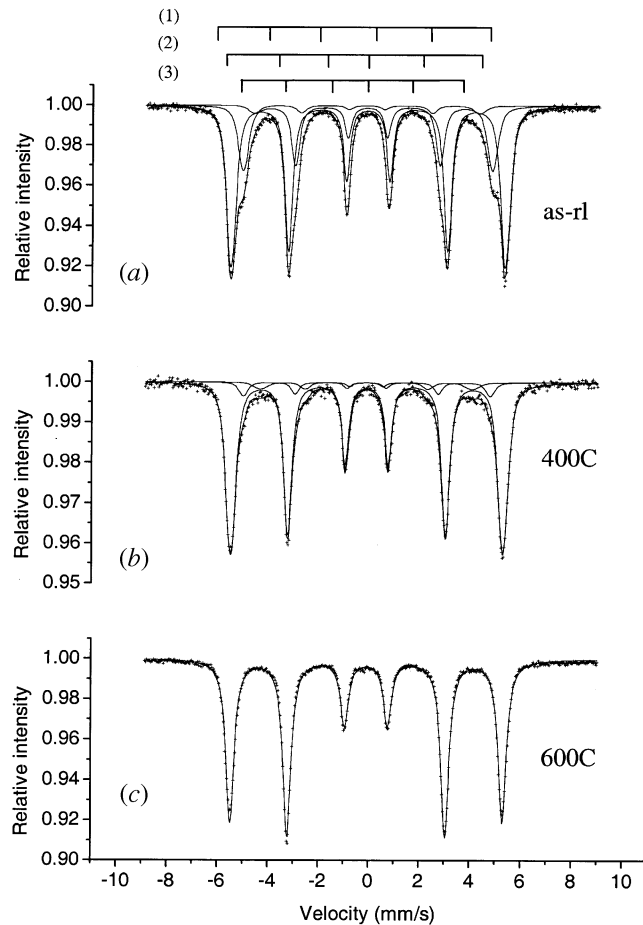 (1)
(2)
(3)
1.00
0.98
0.96
0.94
0.92
0.90
Relative intensity
(a)
as-rl
1.00
0.99
0.98
0.97
0.96
0.95
Relative intensity
(b)
400C
1.00
0.98
0.96
0.94
0.92
0.90
Relative intensity
(c)
600C
-10 -8 -6 -4 -2 0 2 4 6 8 10
Velocity (mm/s)